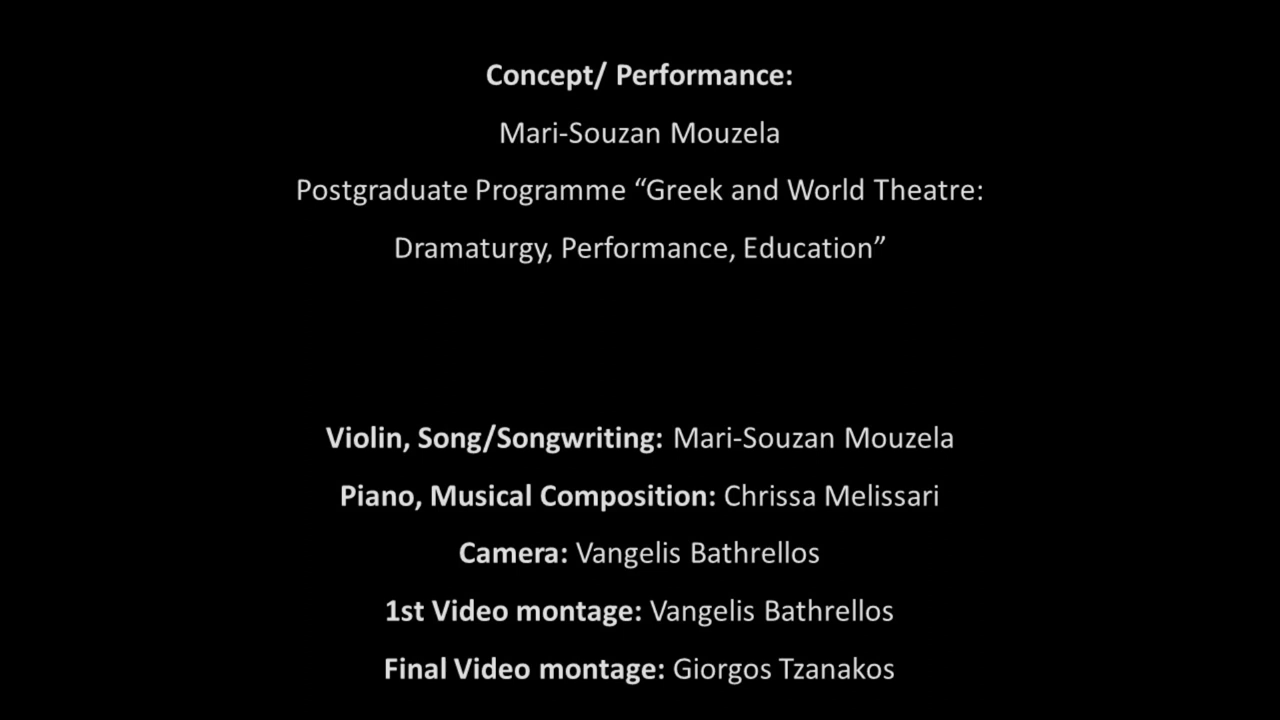 Concept/ Performance:
Mari-Souzan Mouzela
Postgraduate Programme “Greek and World Theatre:
Dramaturgy, Performance, Education”
Violin, Song/Songwriting: Mari-Souzan Mouzela
Piano, Musical Composition: Chrissa Melissari
Camera: Vangelis Bathrellos
1st Video montage: Vangelis Bathrellos
Final Video montage: Giorgos Tzanakos